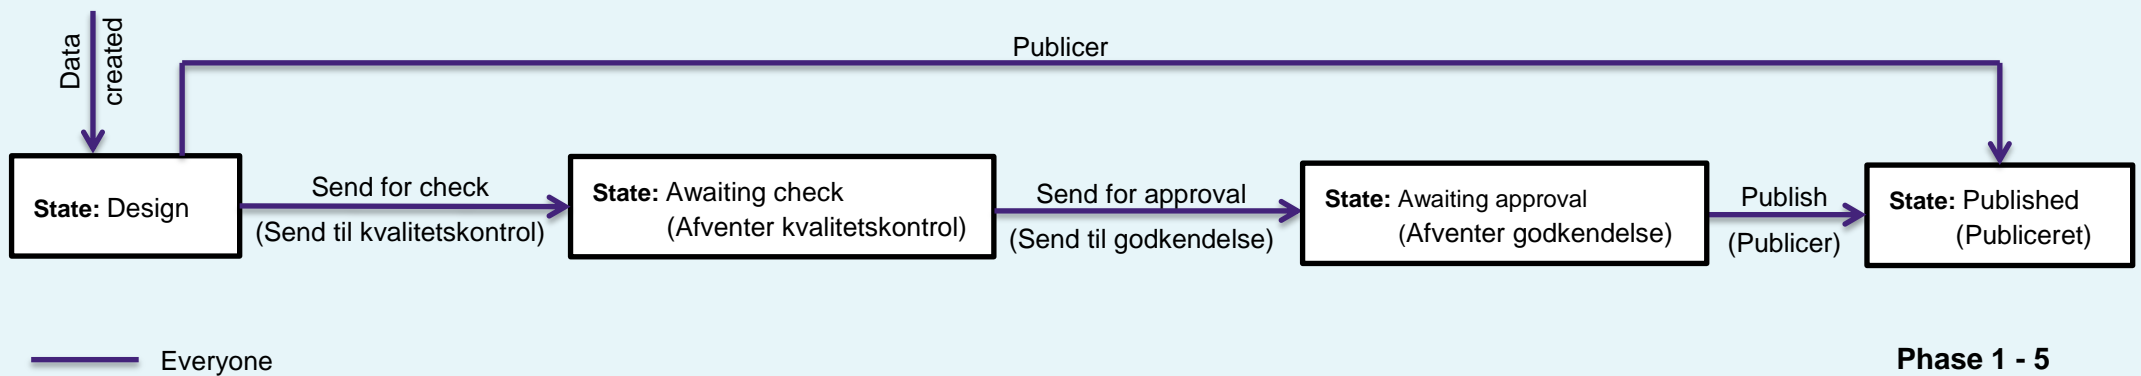 Data
created
Publicer
State: Design
Send for check
(Send til kvalitetskontrol)
State: Awaiting check
(Afventer kvalitetskontrol)
Send for approval
(Send til godkendelse)
State: Awaiting approval
(Afventer godkendelse)
Publish
(Publicer)
State: Published
(Publiceret)
Everyone
Phase 1 - 5